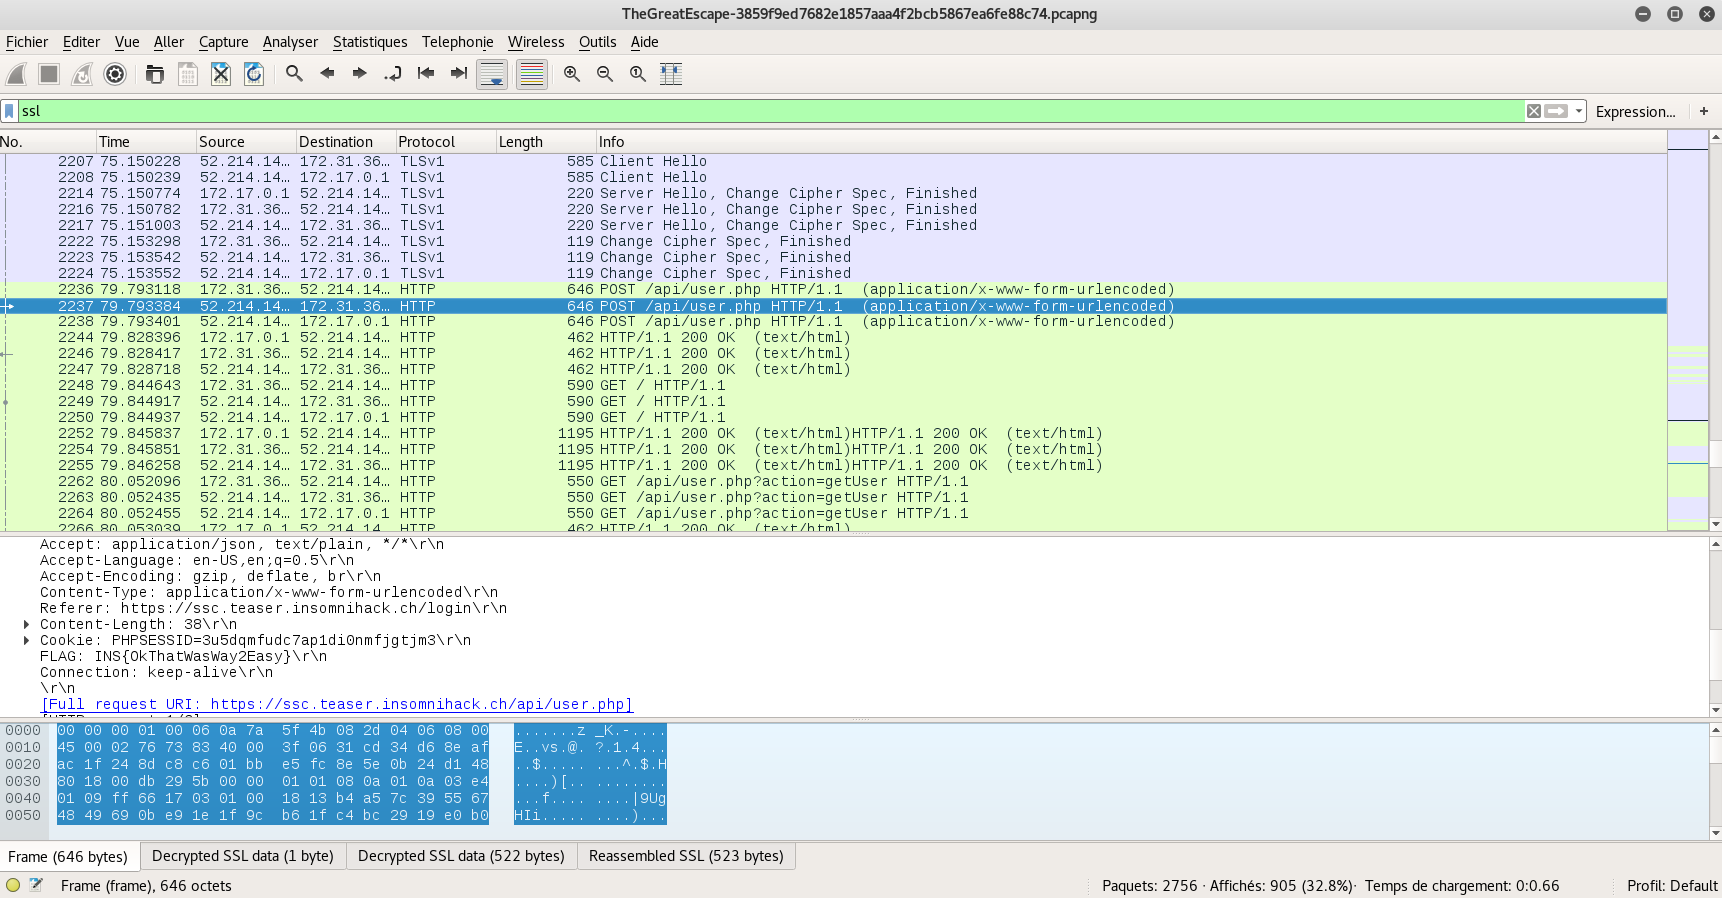 TheGreatEscape-3859f9ed7682e1857aaa4f2bcb5867ea6fe88c74.pcapng
Fichier Editer Vue Aller Capture Analyser Statistiques Telephonie Wireless Outils Aide
ssl Expression... +
No. Time Source Destination Protocol Length Info
2207 75.150228 52.214.14… 172.31.36… TLSv1 585 Client Hello
2208 75.150239 52.214.14… 172.17.0.1 TLSv1 585 Client Hello
2214 75.150774 172.17.0.1 52.214.14… TLSv1 220 Server Hello, Change Cipher Spec, Finished
2216 75.150782 172.31.36… 52.214.14… TLSv1 220 Server Hello, Change Cipher Spec, Finished
2217 75.151003 52.214.14… 172.31.36… TLSv1 220 Server Hello, Change Cipher Spec, Finished
2222 75.153298 172.31.36… 52.214.14… TLSv1 119 Change Cipher Spec, Finished
2223 75.153542 52.214.14… 172.31.36… TLSv1 119 Change Cipher Spec, Finished
2224 75.153552 52.214.14… 172.17.0.1 TLSv1 119 Change Cipher Spec, Finished
2236 79.793118 172.31.36… 52.214.14… HTTP 646 POST /api/user.php HTTP/1.1 (application/x-www-form-urlencoded)
2237 79.793384 52.214.14… 172.31.36… HTTP 646 POST /api/user.php HTTP/1.1 (application/x-www-form-urlencoded)
2238 79.793401 52.214.14… 172.17.0.1 HTTP 646 POST /api/user.php HTTP/1.1 (application/x-www-form-urlencoded)
2244 79.828396 172.17.0.1 52.214.14… HTTP 462 HTTP/1.1 200 OK (text/html)
2246 79.828417 172.31.36… 52.214.14… HTTP 462 HTTP/1.1 200 OK (text/html)
2247 79.828718 52.214.14… 172.31.36… HTTP 462 HTTP/1.1 200 OK (text/html)
2248 79.844643 172.31.36… 52.214.14… HTTP 590 GET / HTTP/1.1
2249 79.844917 52.214.14… 172.31.36… HTTP 590 GET / HTTP/1.1
2250 79.844937 52.214.14… 172.17.0.1 HTTP 590 GET / HTTP/1.1
2252 79.845837 172.17.0.1 52.214.14… HTTP 1195 HTTP/1.1 200 OK (text/html)HTTP/1.1 200 OK (text/html)
2254 79.845851 172.31.36… 52.214.14… HTTP 1195 HTTP/1.1 200 OK (text/html)HTTP/1.1 200 OK (text/html)
2255 79.846258 52.214.14… 172.31.36… HTTP 1195 HTTP/1.1 200 OK (text/html)HTTP/1.1 200 OK (text/html)
2262 80.052096 172.31.36… 52.214.14… HTTP 550 GET /api/user.php?action=getUser HTTP/1.1
2263 80.052435 52.214.14… 172.31.36… HTTP 550 GET /api/user.php?action=getUser HTTP/1.1
2264 80.052455 52.214.14… 172.17.0.1 HTTP 550 GET /api/user.php?action=getUser HTTP/1.1
2266 80.053039 172.17.0.1 52.214.14 HTTP 462 HTTP/1.1 200 OK (text/html)
Accept: application/json, text/plain, */*\r\n
Accept-Language: en-US,en;q=0.5\r\n
Accept-Encoding: gzip, deflate, br\r\n
Content-Type: application/x-www-form-urlencoded\r\n
Referer: https://ssc.teaser.insomnihack.ch/login\r\n
Content-Length: 38\r\n
Cookie: PHPSESSID=3u5dqmfudc7ap1di0nmfjgtjm3\r\n
FLAG: INS{OkThatWasWay2Easy}\r\n
Connection: keep-alive\r\n
\r\n
[Full request URI: https://ssc.teaser.insomnihack.ch/api/user.php]
0000 00 00 00 01 00 06 0a 7a 5f 4b 08 2d 04 06 08 00 .......z _K.-....
0010 45 00 02 76 73 83 40 00 3f 06 31 cd 34 d6 8e af E..vs.@. ?.1.4...
0020 ac 1f 24 8d c8 c6 01 bb e5 fc 8e 5e 0b 24 d1 48 ..$..... ...^.$.H
0030 80 18 00 db 29 5b 00 00 01 01 08 0a 01 0a 03 e4 ....)[.. ........
0040 01 09 ff 66 17 03 01 00 18 13 b4 a5 7c 39 55 67 ...f.... ....|9Ug
0050 48 49 69 0b e9 1e 1f 9c b6 1f c4 bc 29 19 e0 b0 HIi..... ....)...
Frame (646 bytes) Decrypted SSL data (1 byte) Decrypted SSL data (522 bytes) Reassembled SSL (523 bytes)
Frame (frame), 646 octets Paquets: 2756 · Affichés: 905 (32.8%)· Temps de chargement: 0:0.66 Profil: Default